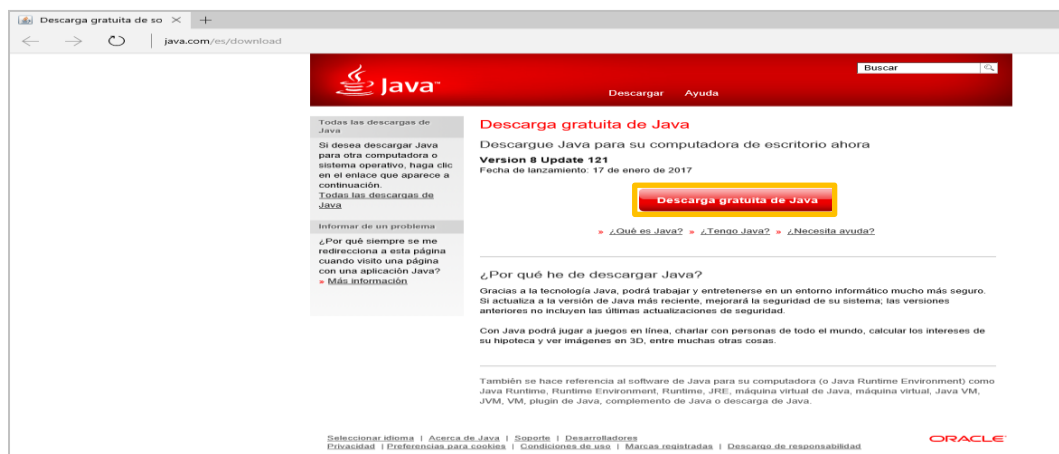 Descarga gratuita de so
java.com/es/download
Java™
Buscar
Descargar Ayuda
Todas las descargas de
Java
Si desea descargar Java
para otra computadora o
sistema operativo, haga clic
en el enlace que aparece a
continuación.
Todas las descargas de
Java
Informar de un problema
¿Por qué siempre se me
redirecciona a esta página
cuando visito una página
con una aplicación Java?
» Más información
Descarga gratuita de Java
Descargue Java para su computadora de escritorio ahora
Version 8 Update 121
Fecha de lanzamiento: 17 de enero de 2017
Descarga gratuita de Java
» ¿Qué es Java? » ¿Tengo Java? » ¿Necesita ayuda?
¿Por qué he de descargar Java?
Gracias a la tecnología Java, podrá trabajar y entretenerse en un entorno informático mucho más seguro.
Si actualiza a la versión de Java más reciente, mejorará la seguridad de su sistema; las versiones
anteriores no incluyen las últimas actualizaciones de seguridad.
Con Java podrá jugar a juegos en línea, charlar con personas de todo el mundo, calcular los intereses de
su hipoteca y ver imágenes en 3D, entre muchas otras cosas.
También se hace referencia al software de Java para su computadora (o Java Runtime Environment) como
Java Runtime, Runtime Environment, Runtime, JRE, máquina virtual de Java, máquina virtual, Java VM,
JVM, VM, plugin de Java, complemento de Java o descarga de Java.
Seleccionar idioma | Acerca de Java | Soporte | Desarrolladores
Privacidad | Preferencias para cookies | Condiciones de uso | Marcas registradas | Descargo de responsabilidad
ORACLE